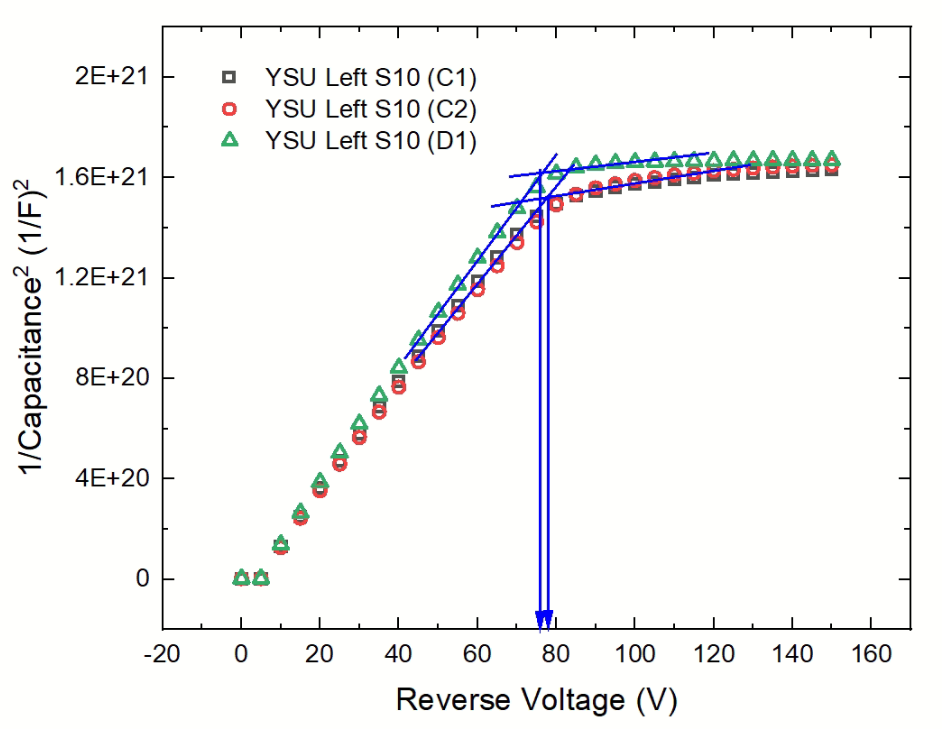 YSU Left S10 (C1)
YSU Left S10 (C2)
YSU Left S10 (D1)
2E+21
1.6E+21
1.2E+21
8E+20
4E+20
0
1/Capacitance² (1/F)²
-20 0 20 40 60 80 100 120 140 160
Reverse Voltage (V)